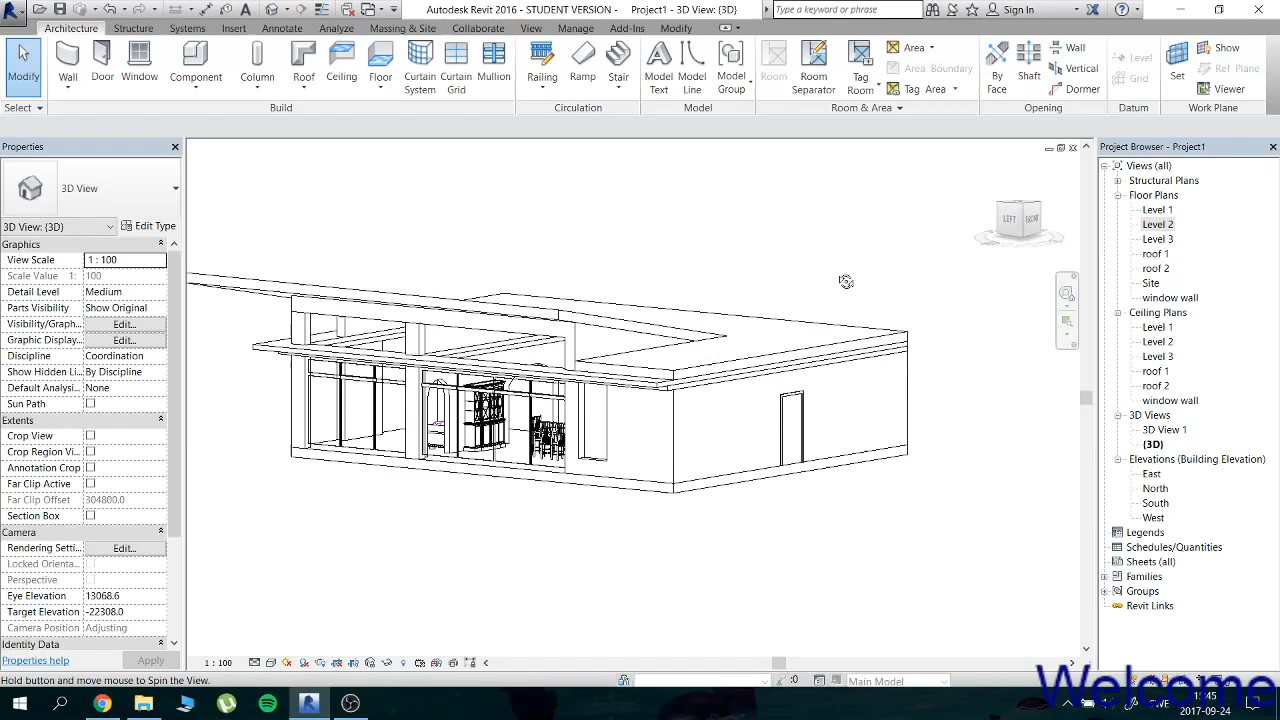 Autodesk Revit 2016 - STUDENT VERSION - Project1 - 3D View: {3D}
Type a keyword or phrase
Sign In
Architecture Structure Systems Insert Annotate Analyze Massing & Site Collaborate View Manage Add-Ins Modify
Modify Wall Door Window Component Column Roof Ceiling Floor Curtain System Curtain Grid Mullion Railing Ramp Stair Model Text Model Line Model Group Room Room Separator Tag Room
Area
Area Boundary
Tag Area
By Face Shaft
Wall
Vertical
Dormer
Level
Grid
Set
Show
Ref Plane
Viewer
Select Build Circulation Model Room & Area Opening Datum Work Plane
Properties
3D View
3D View: {3D} Edit Type
Graphics
View Scale 1 : 100
Scale Value 1: 100
Detail Level Medium
Parts Visibility Show Original
Visibility/Graph... Edit...
Graphic Display... Edit...
Discipline Coordination
Show Hidden Li... By Discipline
Default Analysi... None
Sun Path
Extents
Crop View
Crop Region Vi...
Annotation Crop
Far Clip Active
Far Clip Offset 304800.0
Section Box
Camera
Rendering Setti... Edit...
Locked Orienta...
Perspective
Eye Elevation 13068.6
Target Elevation -22308.0
Camera Position Adjusting
Identity Data
Properties help Apply
LEFT FRONT
Project Browser - Project1
Views (all)
Structural Plans
Floor Plans
Level 1
Level 2
Level 3
roof 1
roof 2
Site
window wall
Ceiling Plans
Level 1
Level 2
Level 3
roof 1
roof 2
window wall
3D Views
3D View 1
{3D}
Elevations (Building Elevation)
East
North
South
West
Legends
Schedules/Quantities
Sheets (all)
Families
Groups
Revit Links
1 : 100
Hold button and move mouse to Spin the View.
:0
Main Model
Welcome
SWE
15:45
2017-09-24